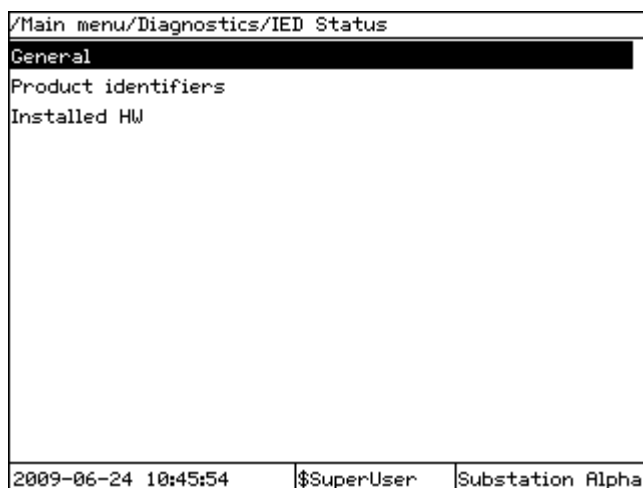 /Main menu/Diagnostics/IED Status
General
Product identifiers
Installed HW
2009-06-24 10:45:54 $SuperUser Substation Alpha